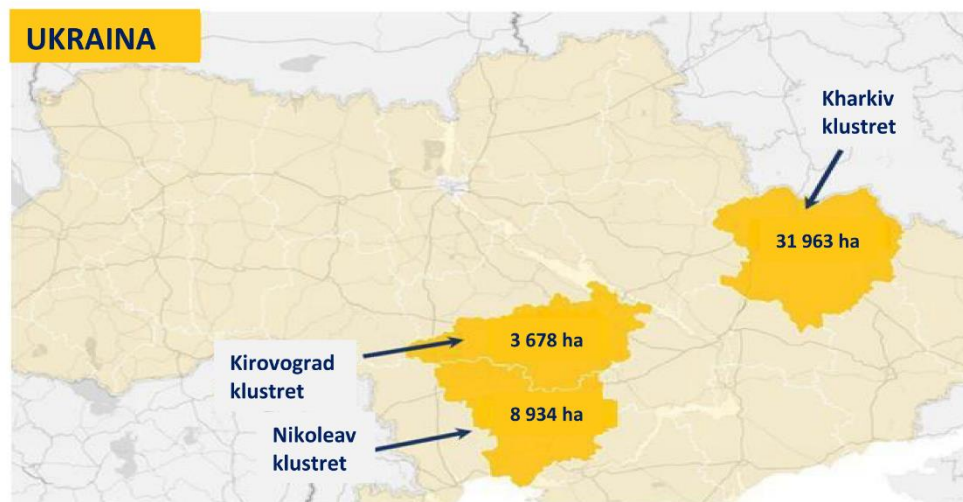 UKRAINA
Kharkiv
klustret
31 963 ha
3 678 ha
Kirovograd
klustret
8 934 ha
Nikoleav
klustret